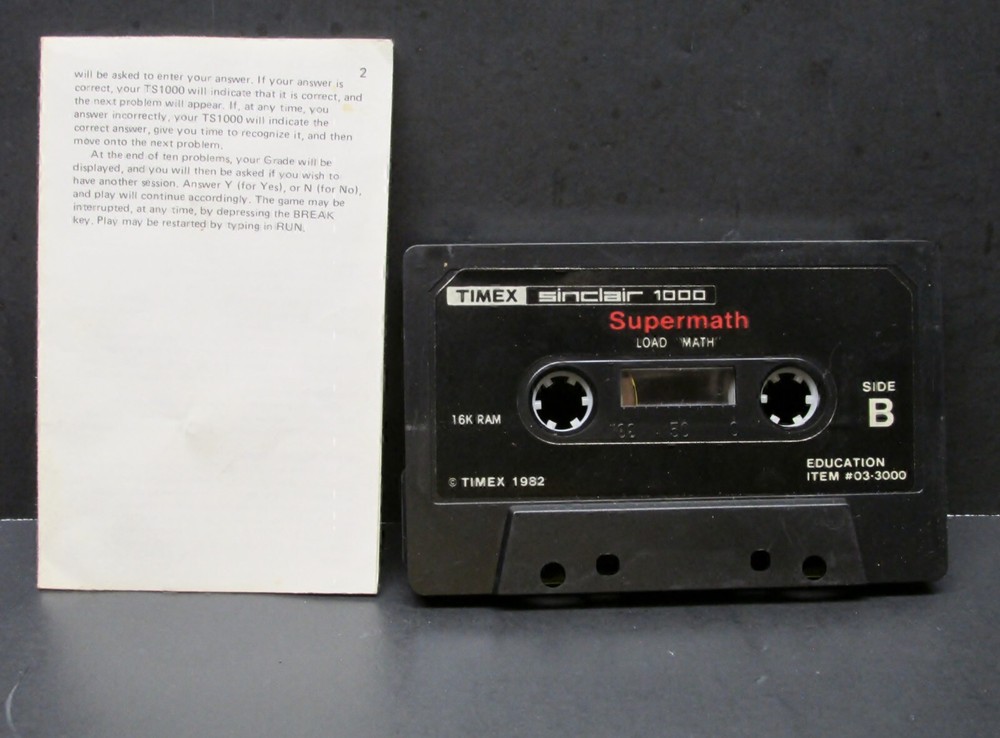 2
will be asked to enter your answer. If your answer is
correct, your TS1000 will indicate that it is correct, and
the next problem will appear. If, at any time, you
answer incorrectly, your TS1000 will indicate the
correct answer, give you time to recognize it, and then
move onto the next problem.
At the end of ten problems, your Grade will be
displayed, and you will then be asked if you wish to
have another session. Answer Y (for Yes), or N (for No),
and play will continue accordingly. The game may be
interrupted, at any time, by depressing the BREAK
key. Play may be restarted by typing in RUN.
TIMEX sinclair 1000
Supermath
LOAD "MATH"
16K RAM
SIDE
B
50 0
EDUCATION
ITEM #03-3000
© TIMEX 1982